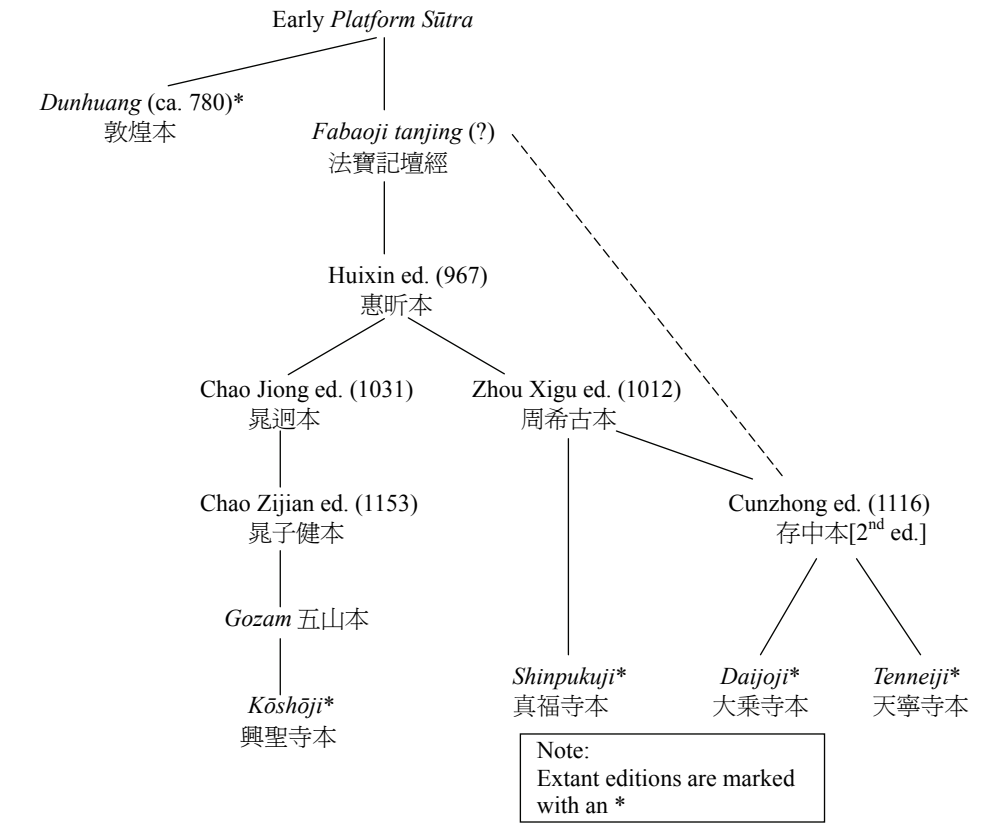 Early Platform Sūtra
Dunhuang (ca. 780)*
敦煌本
Fabaoji tanjing (?)
法寶記壇經
Huixin ed. (967)
惠昕本
Chao Jiong ed. (1031)
晁迥本
Zhou Xigu ed. (1012)
周希古本
Chao Zijian ed. (1153)
晁子健本
Cunzhong ed. (1116)
存中本[2nd ed.]
Gozam 五山本
Kōshōji*
興聖寺本
Shinpukuji*
真福寺本
Daijoji*
大乘寺本
Tenneiji*
天寧寺本
Note:
Extant editions are marked
with an *